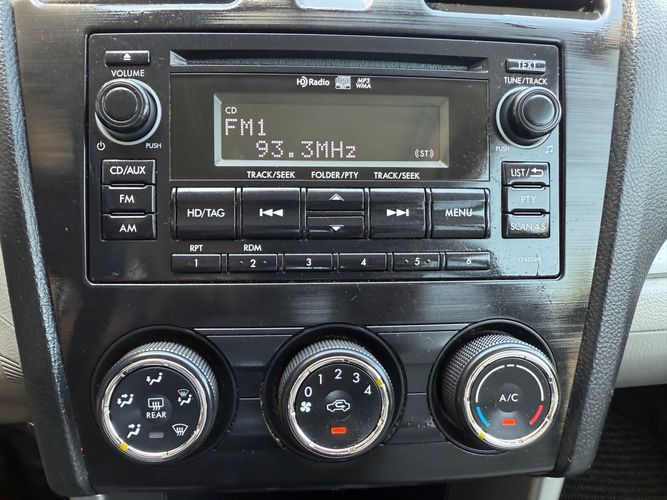 VOLUME
PUSH
CD/AUX
FM
AM
HD Radio
MP3
WMA
CD
FM1
93.3MHz
(ST)
TEXT
TUNE/TRACK
PUSH
LIST/
PTY
SCAN/AS
TRACK/SEEK FOLDER/PTY TRACK/SEEK
HD/TAG
MENU
RPT RDM
1 2 3 4 5 6
REAR
0 1 2 3 4
A/C